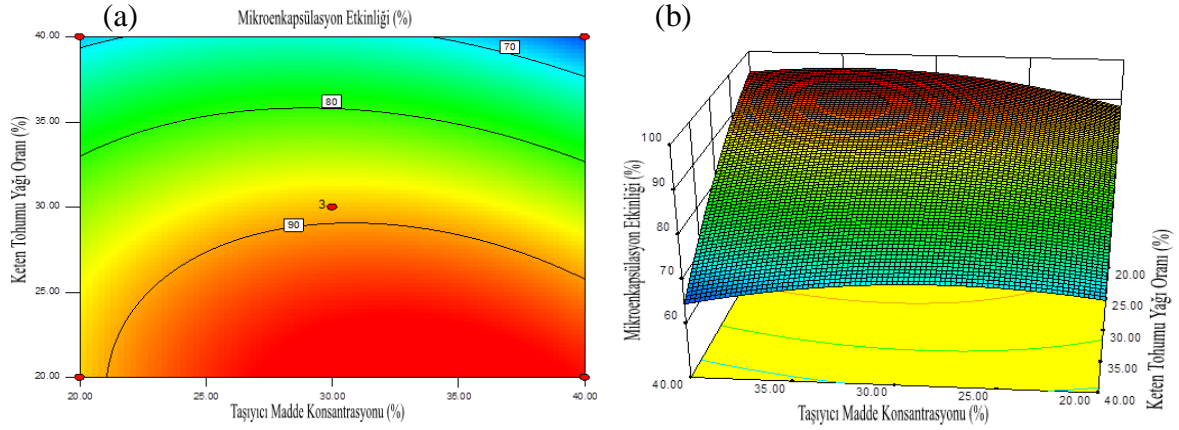 (a)
Mikroenkapsülasyon Etkinliği (%)
40.00
35.00
30.00
25.00
20.00
Keten Tohumu Yağı Oranı (%)
70
80
3
90
20.00 25.00 30.00 35.00 40.00
Taşıyıcı Madde Konsantrasyonu (%)
(b)
100
90
80
70
60
Mikroenkapsülasyon Etkinliği (%)
40.00 35.00 30.00 25.00 20.00
Taşıyıcı Madde Konsantrasyonu (%)
20.00
25.00
30.00
35.00
40.00
Keten Tohumu Yağı Oranı (%)